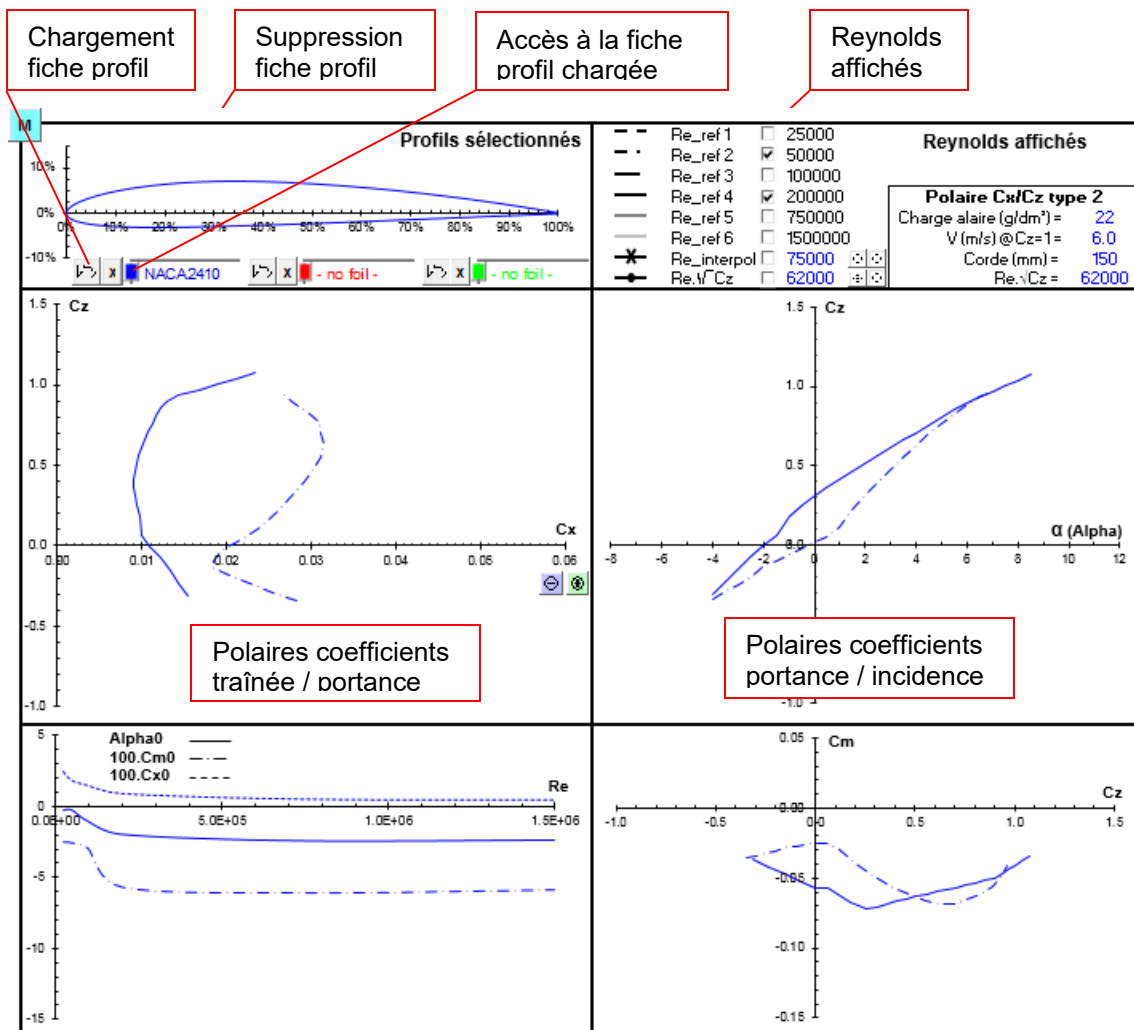 Chargement
fiche profil
Suppression
fiche profil
Accès à la fiche
profil chargée
Reynolds
affichés
M
Profils sélectionnés
10%
0%
-10%
0% 10% 20% 30% 40% 50% 60% 70% 80% 90% 100%
x NACA2410 x - no foil - x - no foil -
Re_ref 1 25000
Re_ref 2 50000
Re_ref 3 100000
Re_ref 4 200000
Re_ref 5 750000
Re_ref 6 1500000
Re_interpol 75000
Re.√Cz 62000
Reynolds affichés
Polaire Cx/Cz type 2
Charge alaire (g/dm²) = 22
V (m/s) @ Cz=1 = 6.0
Corde (mm) = 150
Re.√Cz = 62000
1.5 Cz
1.0
0.5
Cx
0.0
0.00 0.01 0.02 0.03 0.04 0.05 0.06
-0.5
-1.0
Polaires coefficients
traînée / portance
1.5 Cz
1.0
0.5
α (Alpha)
0.0
-8 -6 -4 -2 0 2 4 6 8 10 12
-1.0
Polaires coefficients
portance / incidence
5
Alpha0
100.Cm0
100.Cx0
Re
0
0.0E+00 5.0E+05 1.0E+06 1.5E+06
-5
-10
-15
0.05
Cm
0.00
Cz
-1.0 -0.5 0.0 0.5 1.0 1.5
-0.05
-0.10
-0.15